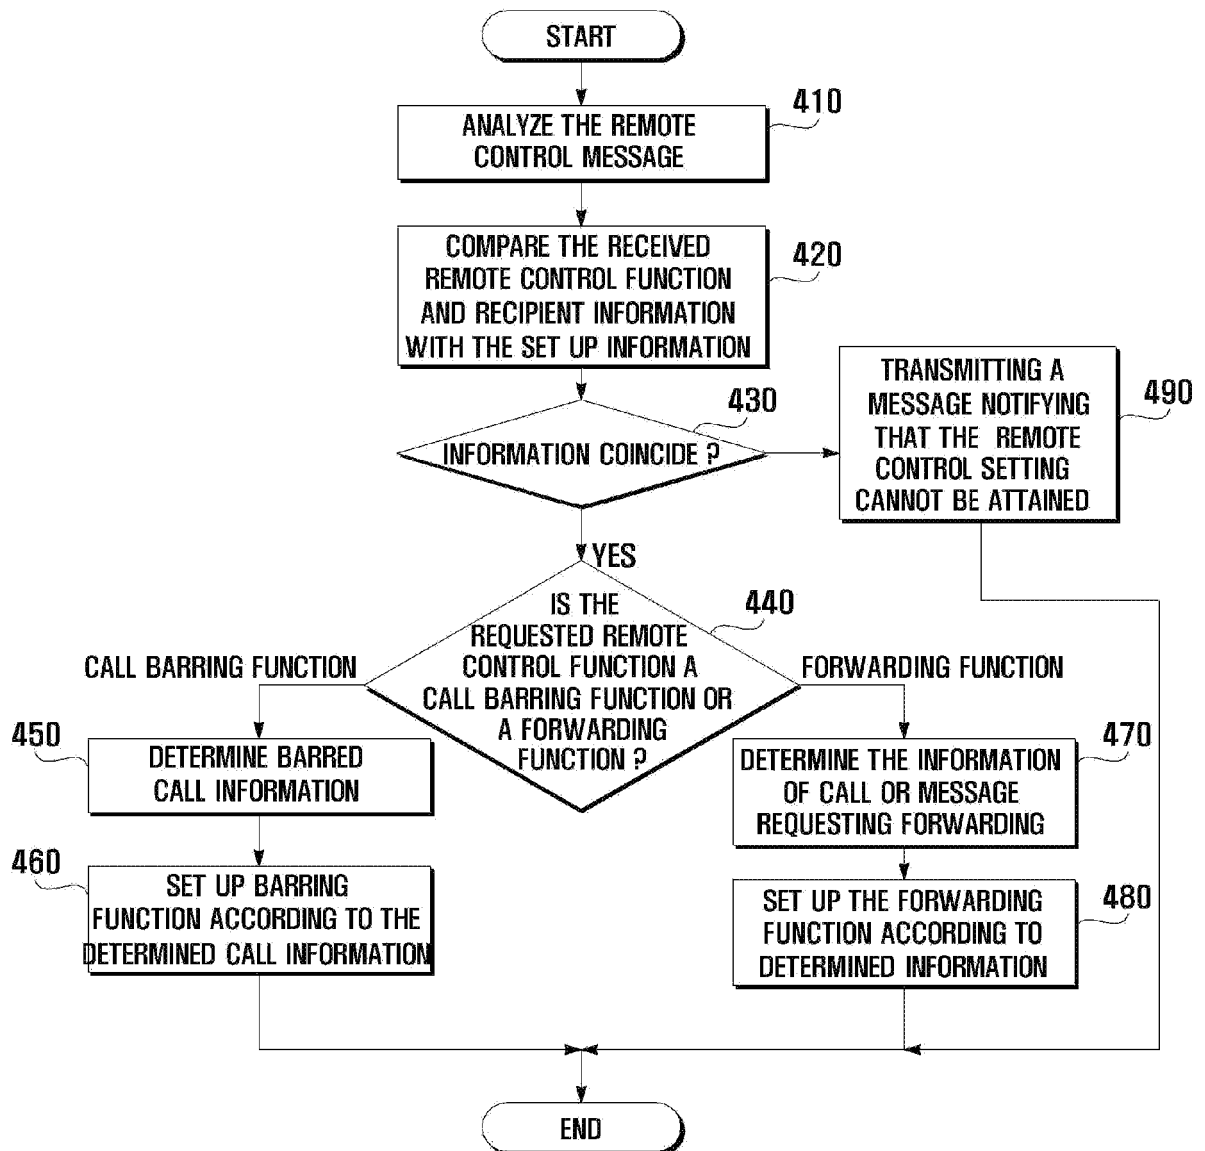 START
410
ANALYZE THE REMOTE
CONTROL MESSAGE
420
COMPARE THE RECEIVED
REMOTE CONTROL FUNCTION
AND RECIPIENT INFORMATION
WITH THE SET UP INFORMATION
430
INFORMATION COINCIDE ?
490
TRANSMITTING A
MESSAGE NOTIFYING
THAT THE REMOTE
CONTROL SETTING
CANNOT BE ATTAINED
YES
440
IS THE
REQUESTED REMOTE
CONTROL FUNCTION A
CALL BARRING FUNCTION OR
A FORWARDING
FUNCTION ?
CALL BARRING FUNCTION
FORWARDING FUNCTION
450
DETERMINE BARRED
CALL INFORMATION
460
SET UP BARRING
FUNCTION ACCORDING TO THE
DETERMINED CALL INFORMATION
470
DETERMINE THE INFORMATION
OF CALL OR MESSAGE
REQUESTING FORWARDING
480
SET UP THE FORWARDING
FUNCTION ACCORDING TO
DETERMINED INFORMATION
END